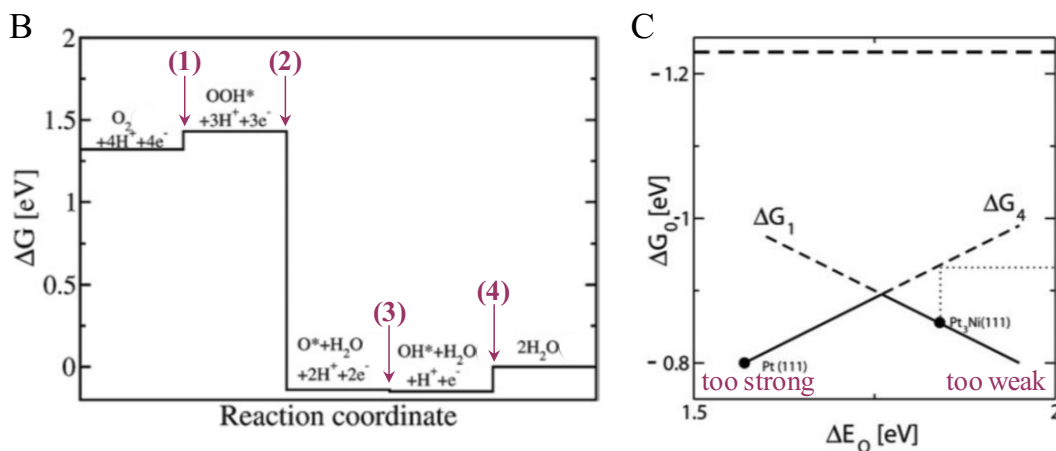 B
2
1.5
1
0.5
0
ΔG [eV]
Reaction coordinate
(1)
(2)
(3)
(4)
O₂
+4H⁺+4e⁻
OOH*
+3H⁺+3e⁻
O*+H₂O
+2H⁺+2e⁻
OH*+H₂O
+H⁺+e⁻
2H₂O
C
-1.2
-1
-0.8
ΔG₀ [eV]
ΔG₁
ΔG₄
Pt₃Ni(111)
Pt (111)
too strong
too weak
1.5
2
ΔE_O [eV]